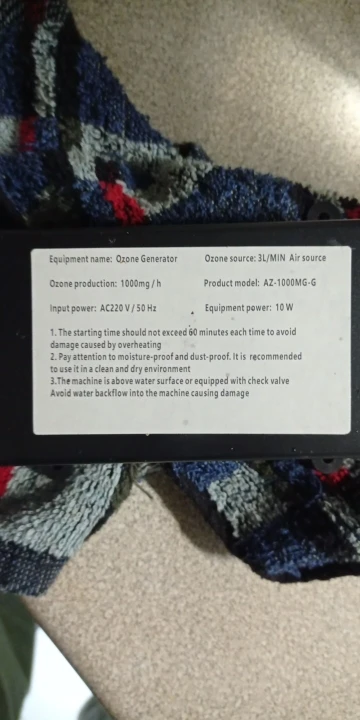 Equipment name: Ozone Generator Ozone source: 3L/MIN Air source
Ozone production: 1000mg / h Product model: AZ-1000MG-G
Input power: AC220 V / 50 Hz Equipment power: 10 W
1. The starting time should not exceed 60 minutes each time to avoid
damage caused by overheating
2. Pay attention to moisture-proof and dust-proof. It is recommended
to use it in a clean and dry environment
3.The machine is above water surface or equipped with check valve
Avoid water backflow into the machine causing damage